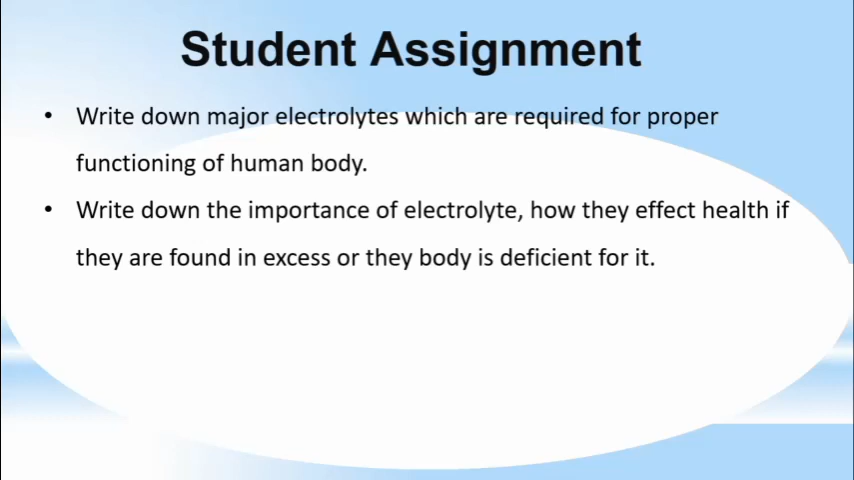 Student Assignment
• Write down major electrolytes which are required for proper
functioning of human body.
• Write down the importance of electrolyte, how they effect health if
they are found in excess or they body is deficient for it.